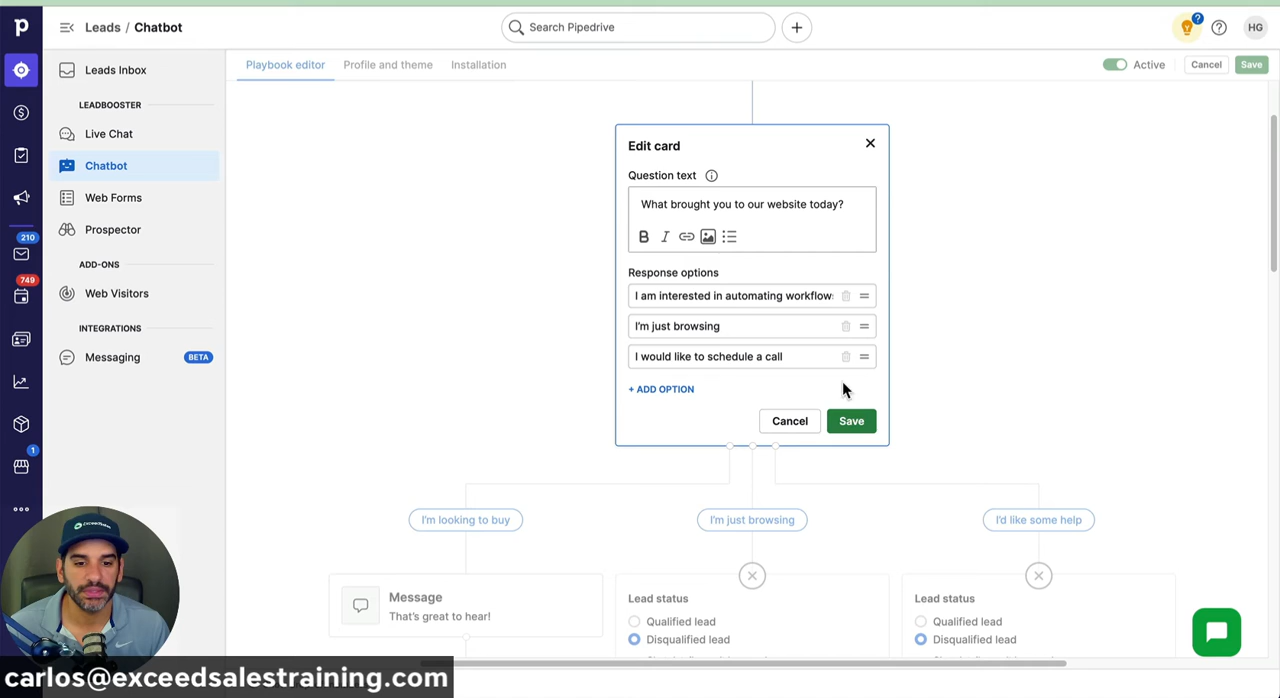 p
Leads / Chatbot
Search Pipedrive
?
HG
Leads Inbox
LEADBOOSTER
Live Chat
Chatbot
Web Forms
Prospector
ADD-ONS
Web Visitors
INTEGRATIONS
Messaging BETA
210
749
1
Playbook editor Profile and theme Installation
Active Cancel Save
Edit card
Question text
What brought you to our website today?
B I
Response options
I am interested in automating workflow
I'm just browsing
I would like to schedule a call
+ ADD OPTION
Cancel Save
I'm looking to buy I'm just browsing I'd like some help
Message
That's great to hear!
Lead status
Qualified lead
Disqualified lead
Lead status
Qualified lead
Disqualified lead
carlos@exceedsalestraining.com